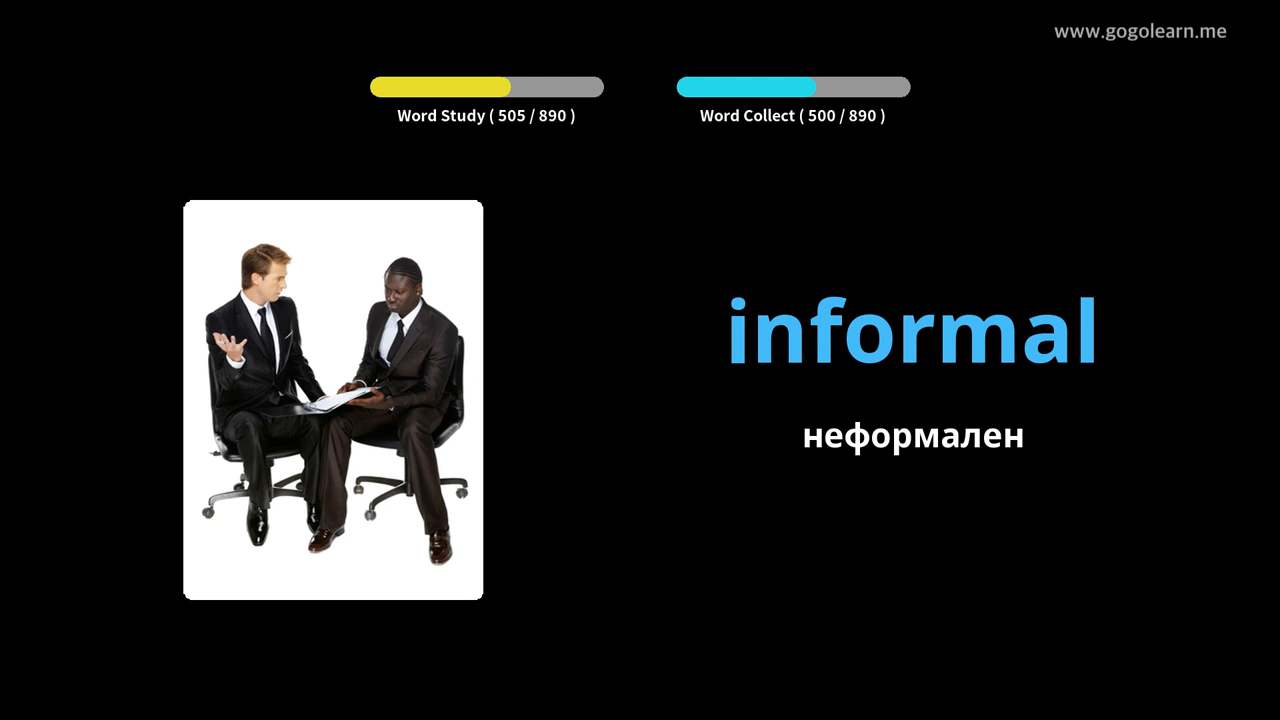 www.gogolearn.me
Word Study ( 505 / 890 )
Word Collect ( 500 / 890 )
informal
неформален